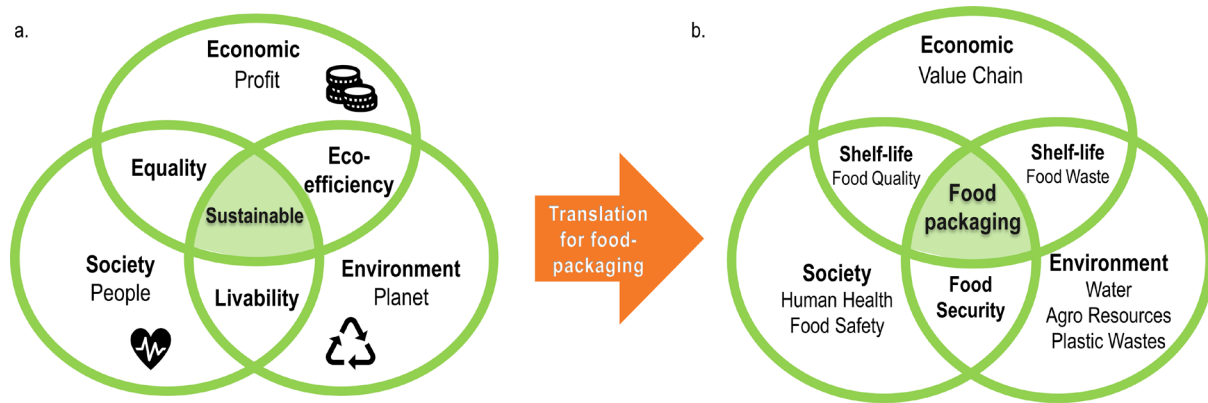 a.
Economic
Profit
Equality
Eco-
efficiency
Sustainable
Society
People
Livability
Environment
Planet
Translation
for food-
packaging
b.
Economic
Value Chain
Shelf-life
Food Quality
Shelf-life
Food Waste
Food
packaging
Society
Human Health
Food Safety
Food
Security
Environment
Water
Agro Resources
Plastic Wastes